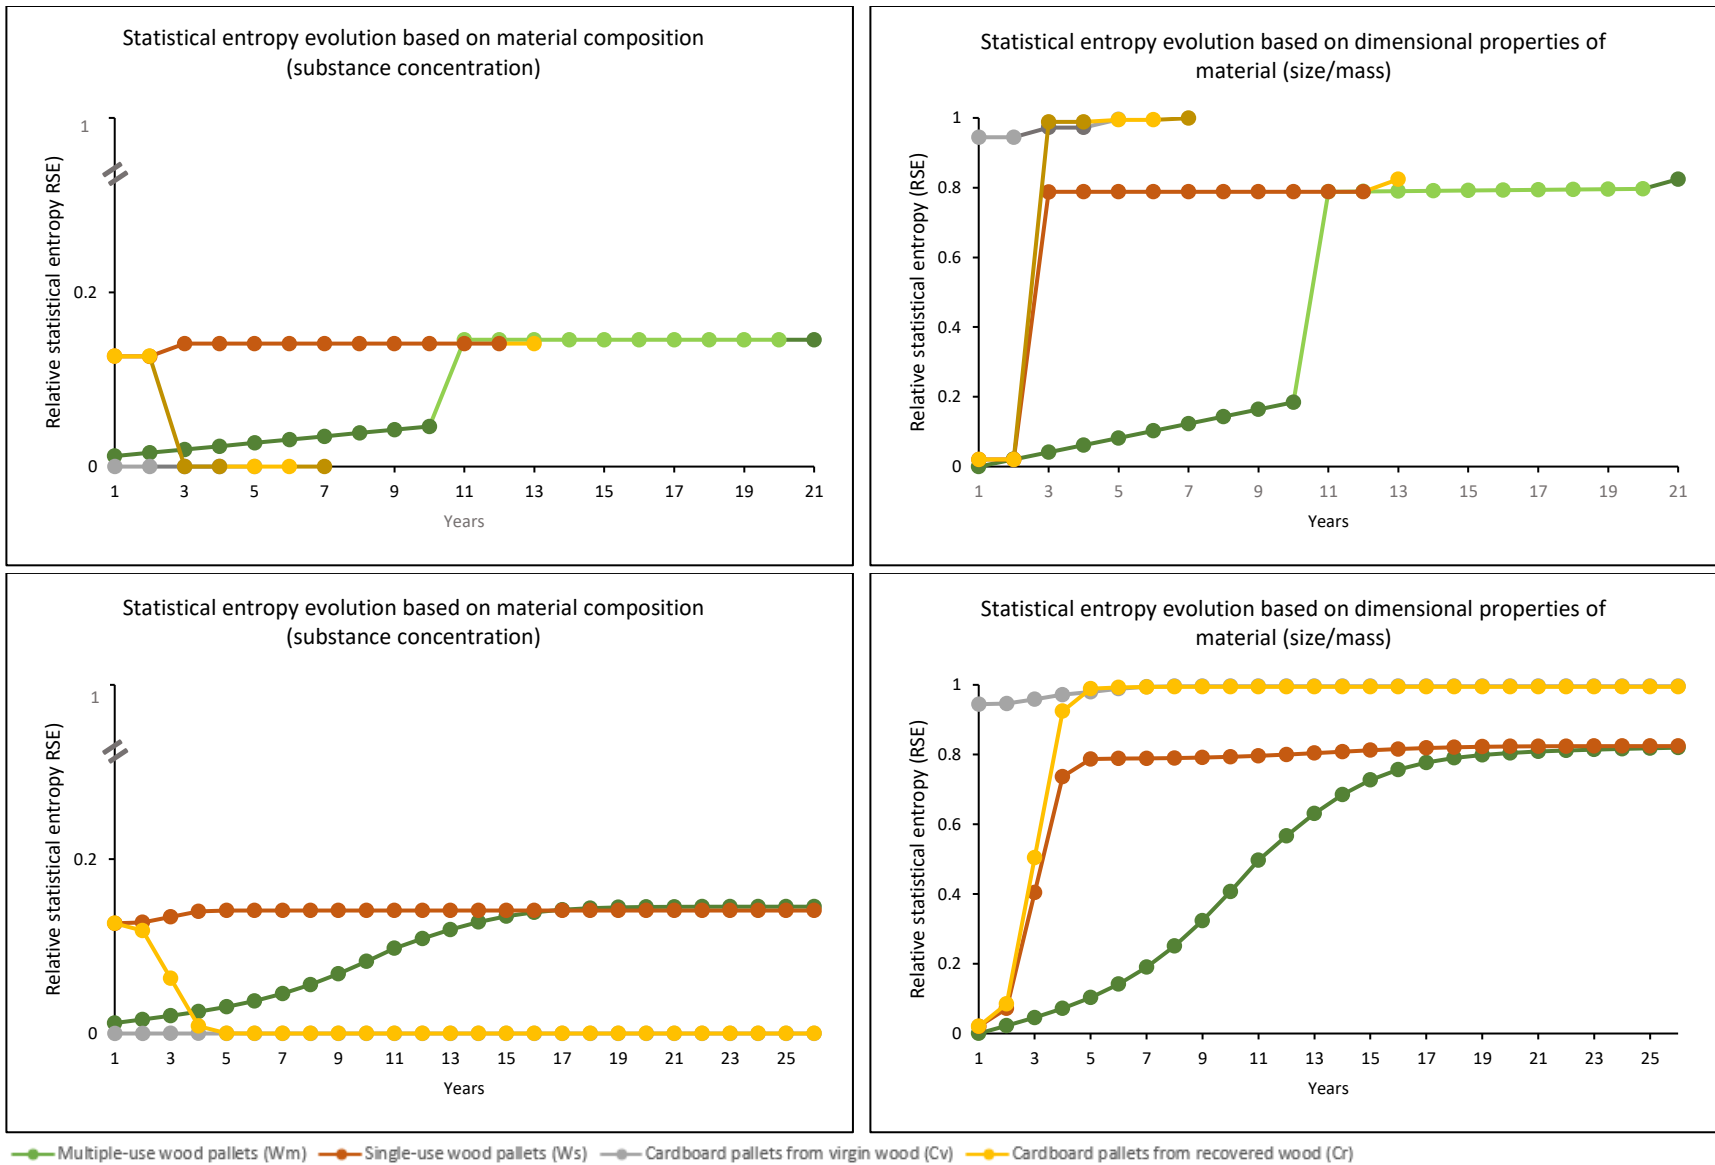 Statistical entropy evolution based on material composition
(substance concentration)
Relative statistical entropy RSE)
1
0.2
0
1 3 5 7 9 11 13 15 17 19 21
Years
Statistical entropy evolution based on dimensional properties of
material (size/mass)
Relative statistical entropy (RSE)
1
0.8
0.6
0.4
0.2
0
1 3 5 7 9 11 13 15 17 19 21
Years
Statistical entropy evolution based on material composition
(substance concentration)
Relative statistical entropy RSE)
1
0.2
0
1 3 5 7 9 11 13 15 17 19 21 23 25
Years
Statistical entropy evolution based on dimensional properties of
material (size/mass)
Relative statistical entropy (RSE)
1
0.8
0.6
0.4
0.2
0
1 3 5 7 9 11 13 15 17 19 21 23 25
Years
Multiple-use wood pallets (Wm) Single-use wood pallets (Ws) Cardboard pallets from virgin wood (Cv) Cardboard pallets from recovered wood (Cr)